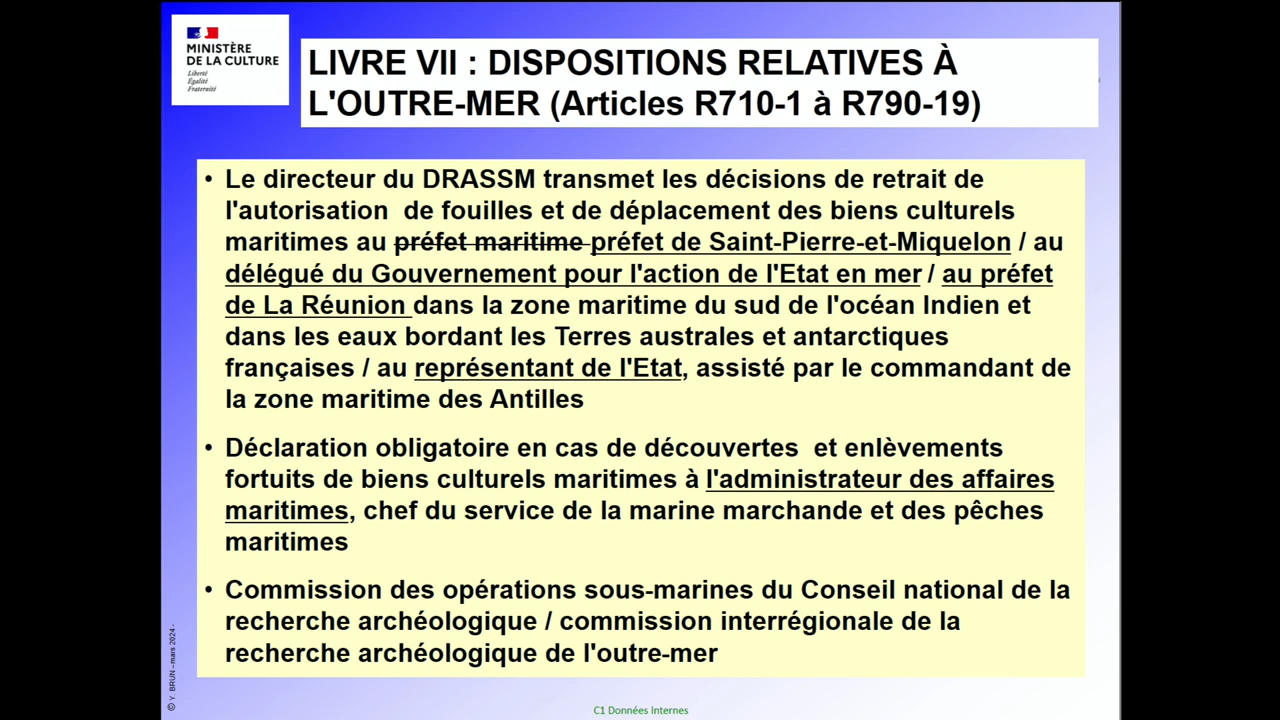 MINISTÈRE
DE LA CULTURE
Liberté
Égalité
Fraternité
LIVRE VII : DISPOSITIONS RELATIVES À
L'OUTRE-MER (Articles R710-1 à R790-19)
• Le directeur du DRASSM transmet les décisions de retrait de
l'autorisation  de fouilles et de déplacement des biens culturels
maritimes au préfet maritime préfet de Saint-Pierre-et-Miquelon / au
délégué du Gouvernement pour l'action de l'Etat en mer / au préfet
de La Réunion dans la zone maritime du sud de l'océan Indien et
dans les eaux bordant les Terres australes et antarctiques
françaises / au représentant de l'Etat, assisté par le commandant de
la zone maritime des Antilles
• Déclaration obligatoire en cas de découvertes  et enlèvements
fortuits de biens culturels maritimes à l'administrateur des affaires
maritimes, chef du service de la marine marchande et des pêches
maritimes
• Commission des opérations sous-marines du Conseil national de la
recherche archéologique / commission interrégionale de la
recherche archéologique de l'outre-mer
© Y. BRUN – mars 2024 -
C1 Données Internes